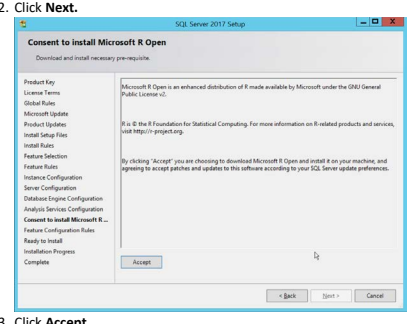 2. Click Next.
SQL Server 2017 Setup
Consent to install Microsoft R Open
Download and install necessary pre-requisite.
Product Key
License Terms
Global Rules
Microsoft Update
Product Updates
Install Setup Files
Install Rules
Feature Selection
Feature Rules
Instance Configuration
Server Configuration
Database Engine Configuration
Analysis Services Configuration
Consent to install Microsoft R ...
Feature Configuration Rules
Ready to Install
Installation Progress
Complete
Microsoft R Open is an enhanced distribution of R made available by Microsoft under the GNU General
Public License v2.
R is © the R Foundation for Statistical Computing. For more information on R-related products and services,
visit http://r-project.org.
By clicking "Accept" you are choosing to download Microsoft R Open and install it on your machine, and
agreeing to accept patches and updates to this software according to your SQL Server update preferences.
Accept
< Back
Next >
Cancel
3. Click Accept